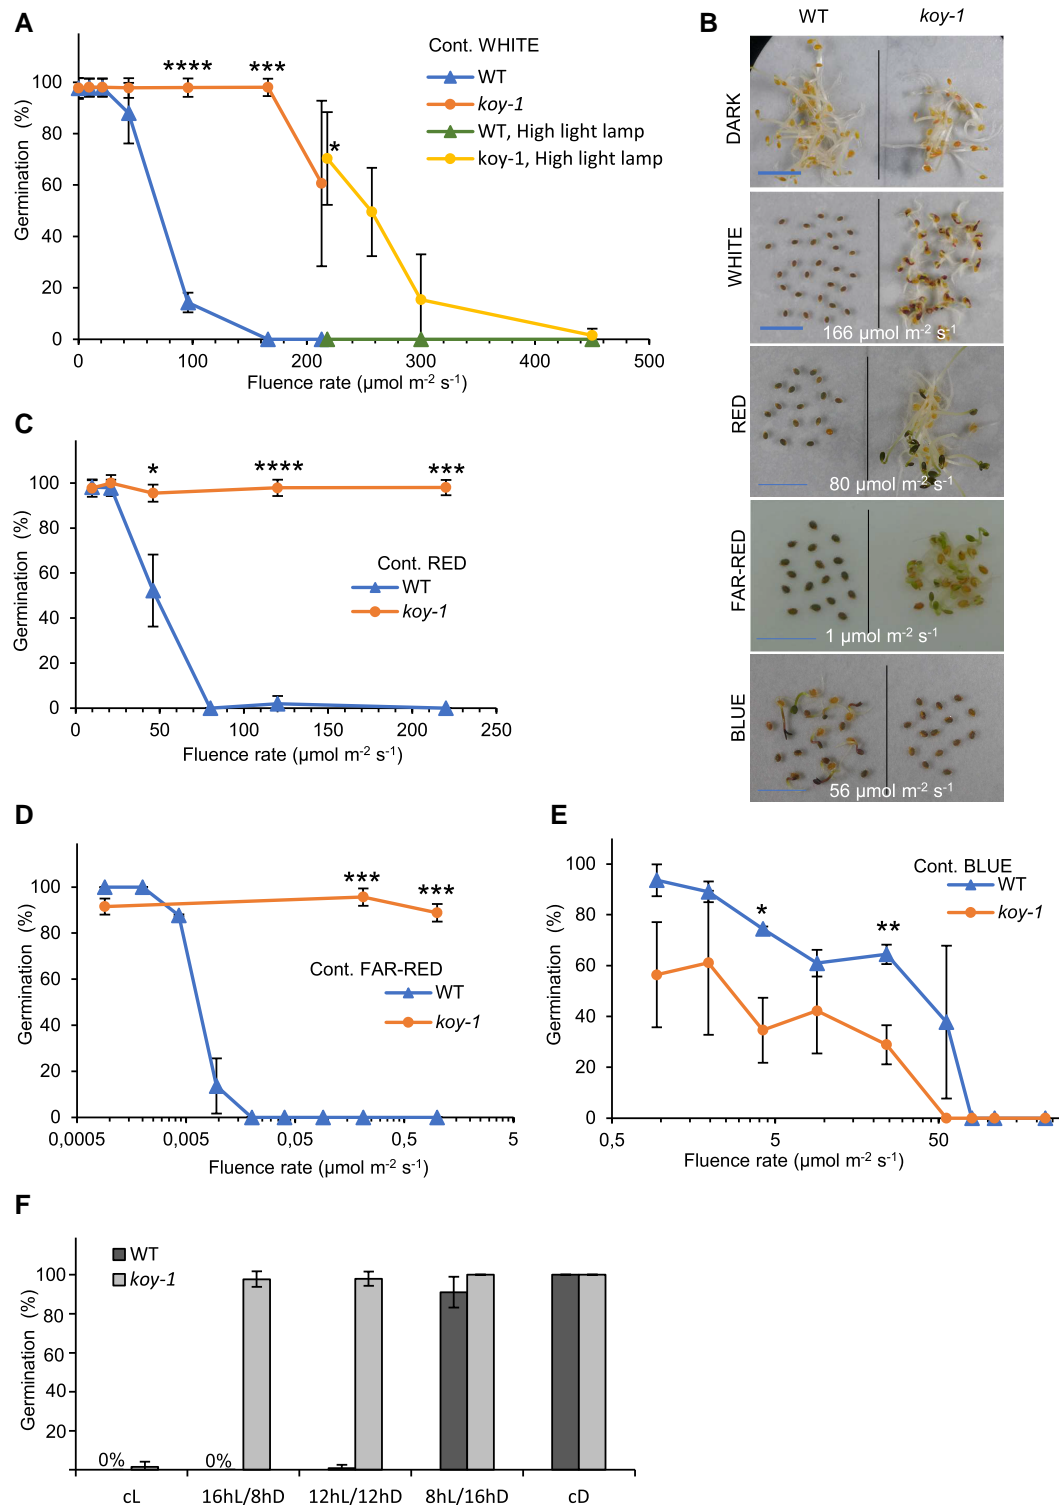 A
Cont. WHITE
WT
koy-1
WT, High light lamp
koy-1, High light lamp
**** *** *
Germination (%)
100
80
60
40
20
0
0 100 200 300 400 500
Fluence rate (µmol m-2 s-1)
B
WT koy-1
DARK
WHITE
166 µmol m-2 s-1
RED
80 µmol m-2 s-1
FAR-RED
1 µmol m-2 s-1
BLUE
56 µmol m-2 s-1
C
* **** ***
Cont. RED
WT
koy-1
Germination (%)
100
80
60
40
20
0
0 50 100 150 200 250
Fluence rate (µmol m-2 s-1)
D
*** ***
Cont. FAR-RED
WT
koy-1
Germination (%)
100
80
60
40
20
0
0,0005 0,005 0,05 0,5 5
Fluence rate (µmol m-2 s-1)
E
Cont. BLUE
WT
koy-1
* **
Germination (%)
100
80
60
40
20
0
0,5 5 50
Fluence rate (µmol m-2 s-1)
F
WT
koy-1
Germination (%)
100
80
60
40
20
0% 0%
cL 16hL/8hD 12hL/12hD 8hL/16hD cD